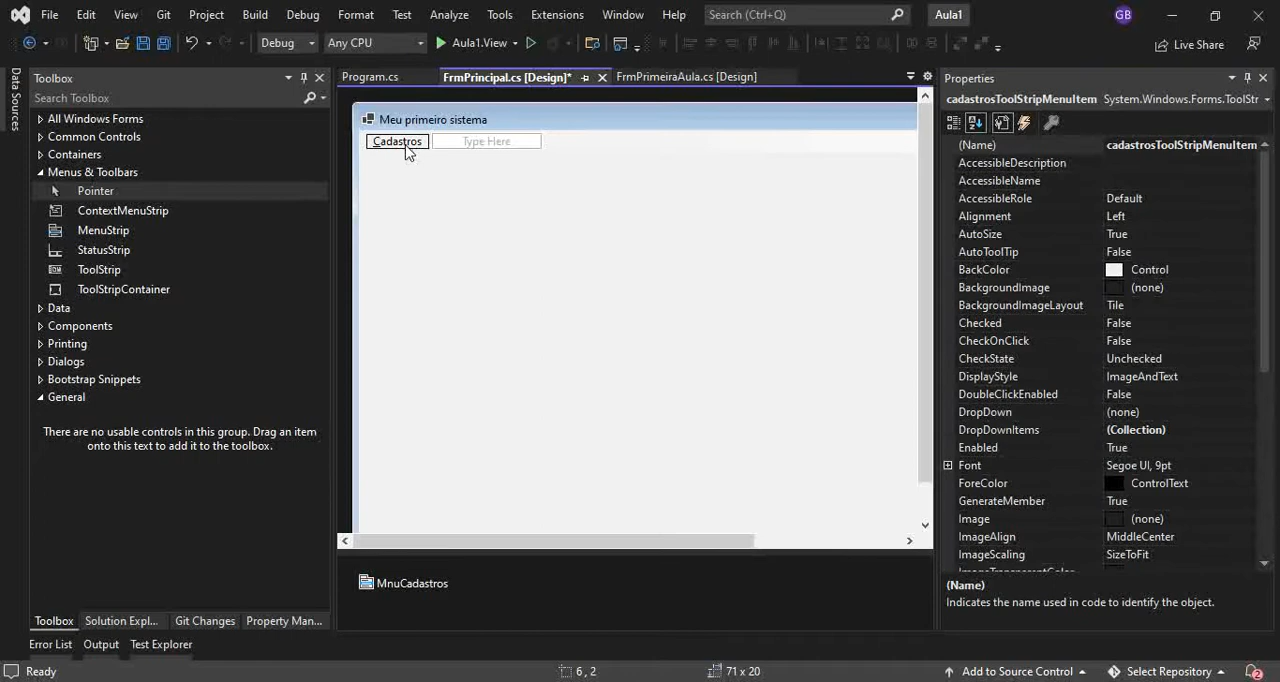 File Edit View Git Project Build Debug Format Test Analyze Tools Extensions Window Help Search (Ctrl+Q) Aula1 GB
Debug Any CPU Aula1.View Live Share
Data Sources
Toolbox
Search Toolbox
All Windows Forms
Common Controls
Containers
Menus & Toolbars
Pointer
ContextMenuStrip
MenuStrip
StatusStrip
ToolStrip
ToolStripContainer
Data
Components
Printing
Dialogs
Bootstrap Snippets
General
There are no usable controls in this group. Drag an item
onto this text to add it to the toolbox.
Toolbox Solution Expl... Git Changes Property Man...
Program.cs FrmPrincipal.cs [Design]* FrmPrimeiraAula.cs [Design]
Meu primeiro sistema
Cadastros Type Here
MnuCadastros
Properties
cadastrosToolStripMenuItem System.Windows.Forms.ToolStr
(Name) cadastrosToolStripMenuItem
AccessibleDescription
AccessibleName
AccessibleRole Default
Alignment Left
AutoSize True
AutoToolTip False
BackColor Control
BackgroundImage (none)
BackgroundImageLayout Tile
Checked False
CheckOnClick False
CheckState Unchecked
DisplayStyle ImageAndText
DoubleClickEnabled False
DropDown (none)
DropDownItems (Collection)
Enabled True
Font Segoe UI, 9pt
ForeColor ControlText
GenerateMember True
Image (none)
ImageAlign MiddleCenter
ImageScaling SizeToFit
(Name)
Indicates the name used in code to identify the object.
Error List Output Test Explorer
Ready 6 , 2 71 x 20 Add to Source Control Select Repository 2